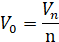 V₀ = Vₙ/n